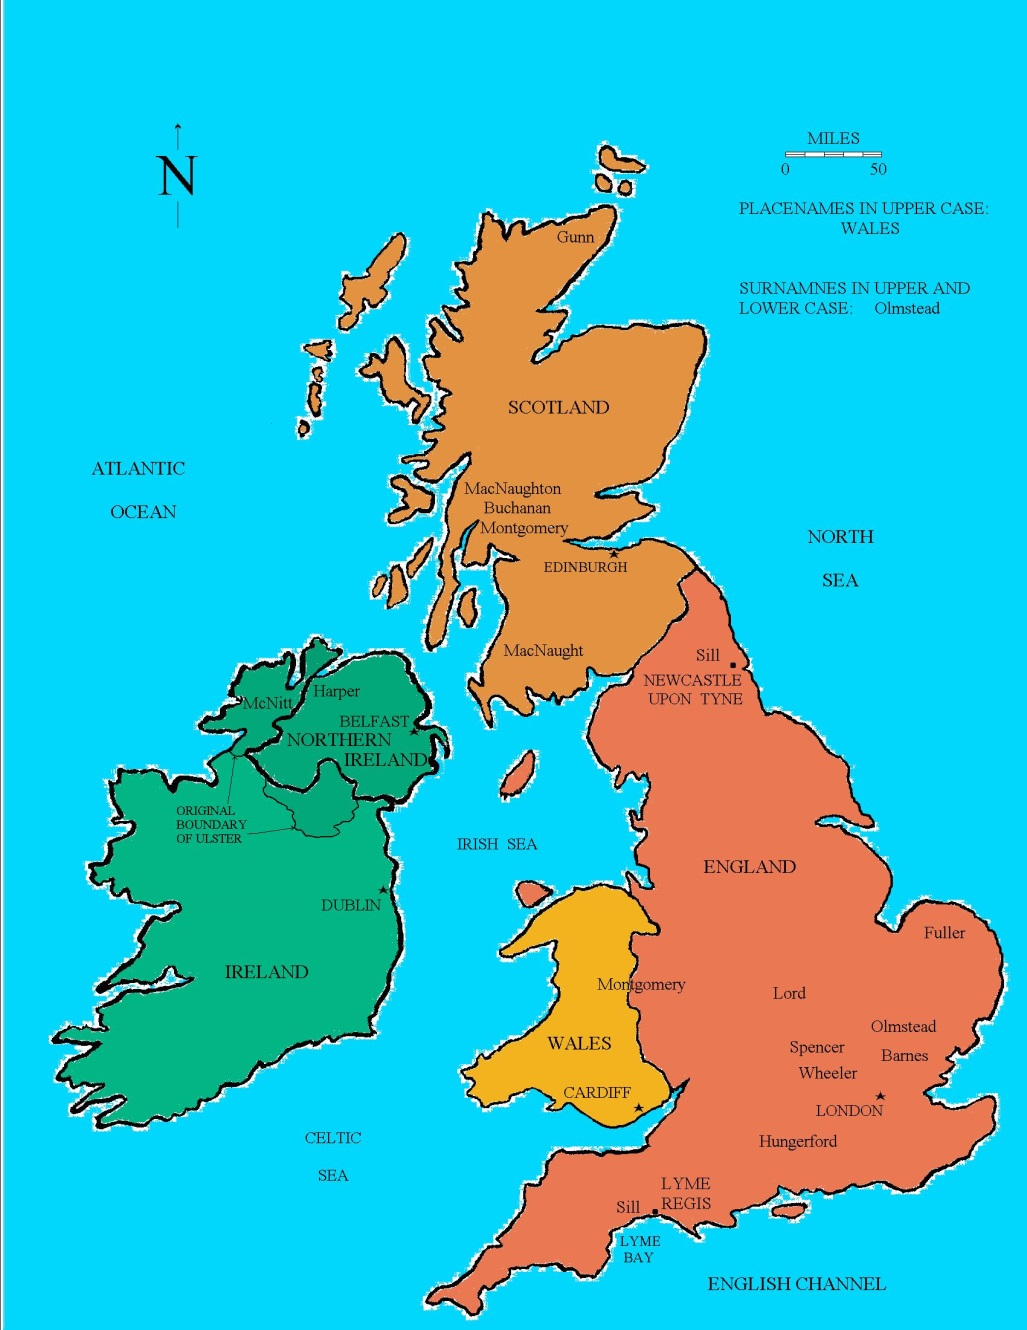 MILES
0 50
N
PLACENAMES IN UPPER CASE:
WALES
Gunn
SURNAMNES IN UPPER AND
LOWER CASE: Olmstead
SCOTLAND
ATLANTIC
OCEAN
MacNaughton
Buchanan
Montgomery
NORTH
SEA
EDINBURGH
MacNaught
Sill
NEWCASTLE
UPON TYNE
Harper
McNitt
BELFAST
NORTHERN
IRELAND
ORIGINAL
BOUNDARY
OF ULSTER
IRISH SEA
ENGLAND
DUBLIN
Fuller
IRELAND
Montgomery
Lord
Olmstead
WALES
Spencer
Barnes
Wheeler
CARDIFF
LONDON
CELTIC
SEA
Hungerford
LYME
REGIS
Sill
LYME
BAY
ENGLISH CHANNEL